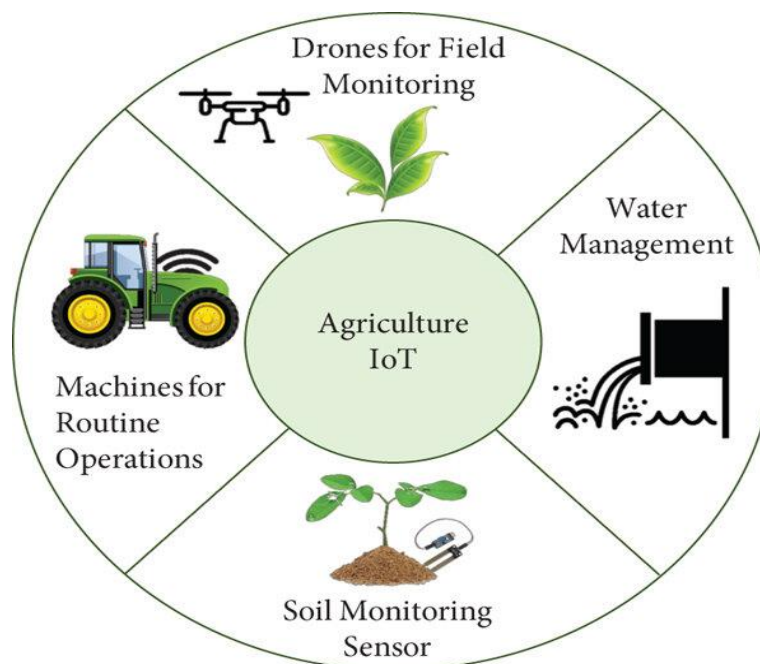 Drones for Field
Monitoring
Water
Management
Agriculture
IoT
Machines for
Routine
Operations
Soil Monitoring
Sensor